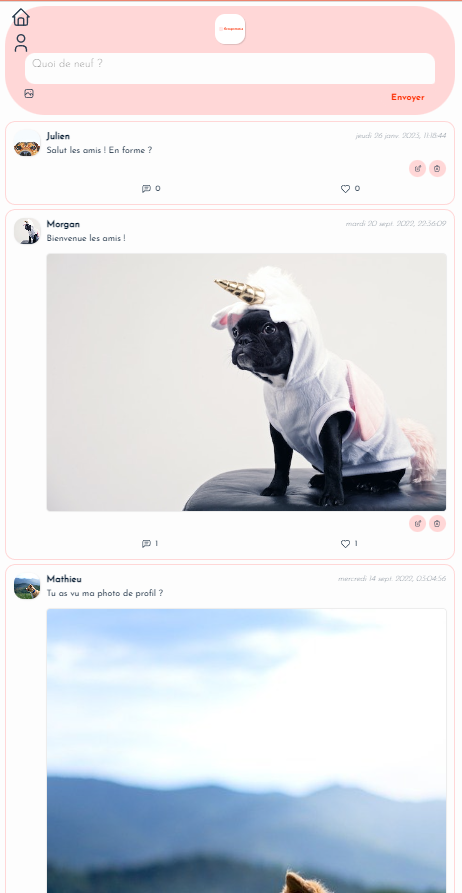 Quoi de neuf ?
Envoyer
Julien
jeudi 26 janv. 2023, 11:18:44
Salut les amis ! En forme ?
0 0
Morgan
mardi 20 sept. 2022, 22:56:09
Bienvenue les amis !
1 1
Mathieu
mercredi 14 sept. 2022, 03:04:56
Tu as vu ma photo de profil ?